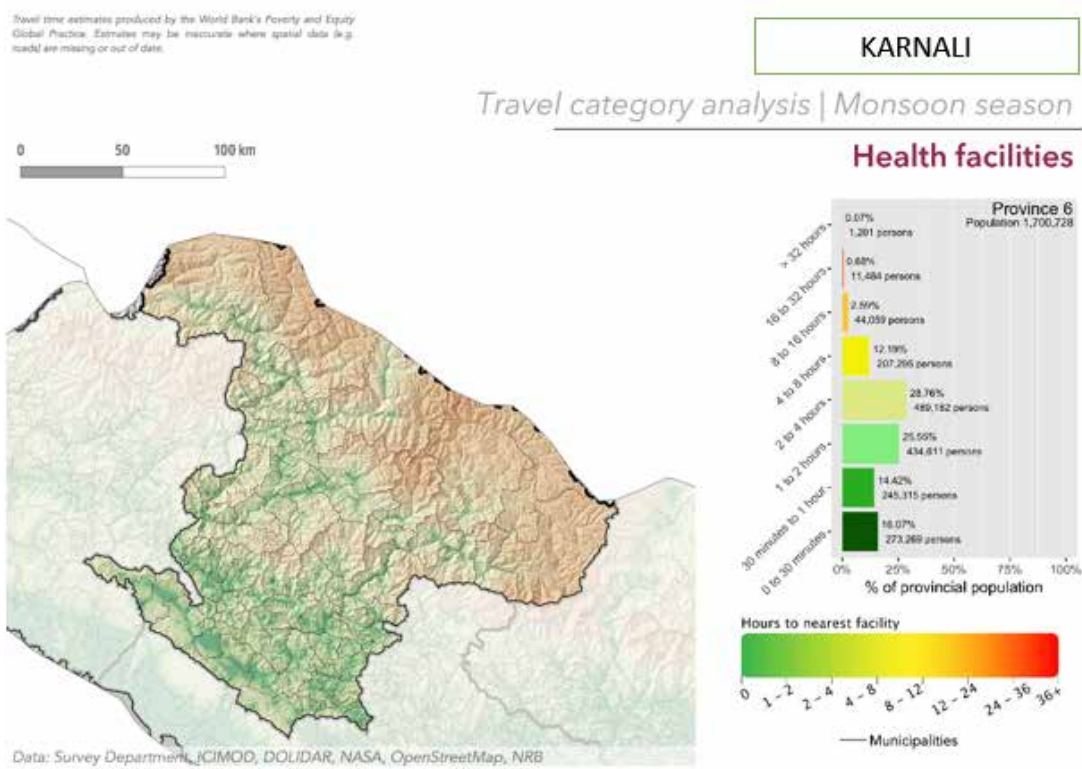 Travel time estimates produced by the World Bank's Poverty and Equity
Global Practice. Estimates may be inaccurate where spatial data (e.g.
roads) are missing or out of date.
KARNALI
Travel category analysis | Monsoon season
0 50 100 km
Health facilities
Province 6
Population 1,700,728
> 32 hours
0.07%
1,201 persons
16 to 32 hours
0.68%
11,484 persons
8 to 16 hours
2.59%
44,059 persons
4 to 8 hours
12.19%
207,295 persons
2 to 4 hours
28.76%
489,182 persons
1 to 2 hours
25.55%
434,611 persons
30 minutes to 1 hour
14.42%
245,315 persons
0 to 30 minutes
16.07%
273,269 persons
0% 25% 50% 75% 100%
% of provincial population
Hours to nearest facility
0 1 - 2 2 - 4 4 - 8 8 - 12 12 - 24 24 - 36 36+
Municipalities
Data: Survey Department, ICIMOD, DOLIDAR, NASA, OpenStreetMap, NRB